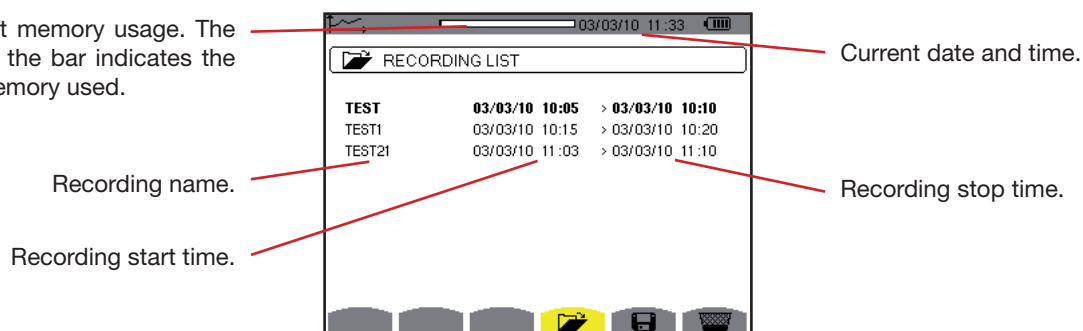 t memory usage. The
the bar indicates the
emory used.
03/03/10 11:33
Current date and time.
RECORDING LIST
TEST 03/03/10 10:05 > 03/03/10 10:10
TEST1 03/03/10 10:15 > 03/03/10 10:20
TEST21 03/03/10 11:03 > 03/03/10 11:10
Recording name.
Recording stop time.
Recording start time.